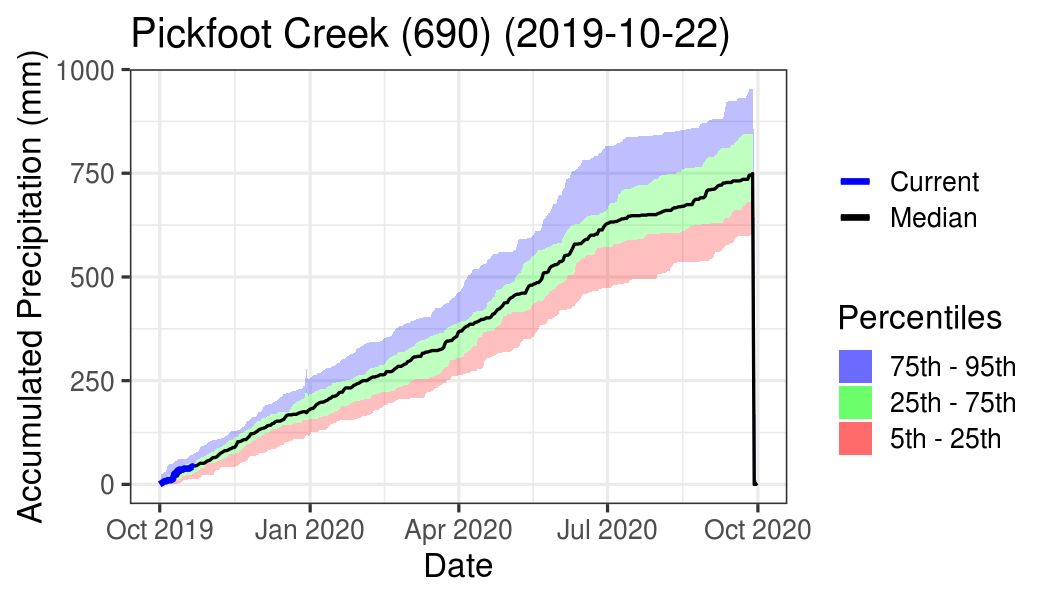 Pickfoot Creek (690) (2019-10-22)
Accumulated Precipitation (mm)
1000
750
500
250
0
Oct 2019
Jan 2020
Apr 2020
Jul 2020
Oct 2020
Date
Current
Median
Percentiles
75th - 95th
25th - 75th
5th - 25th